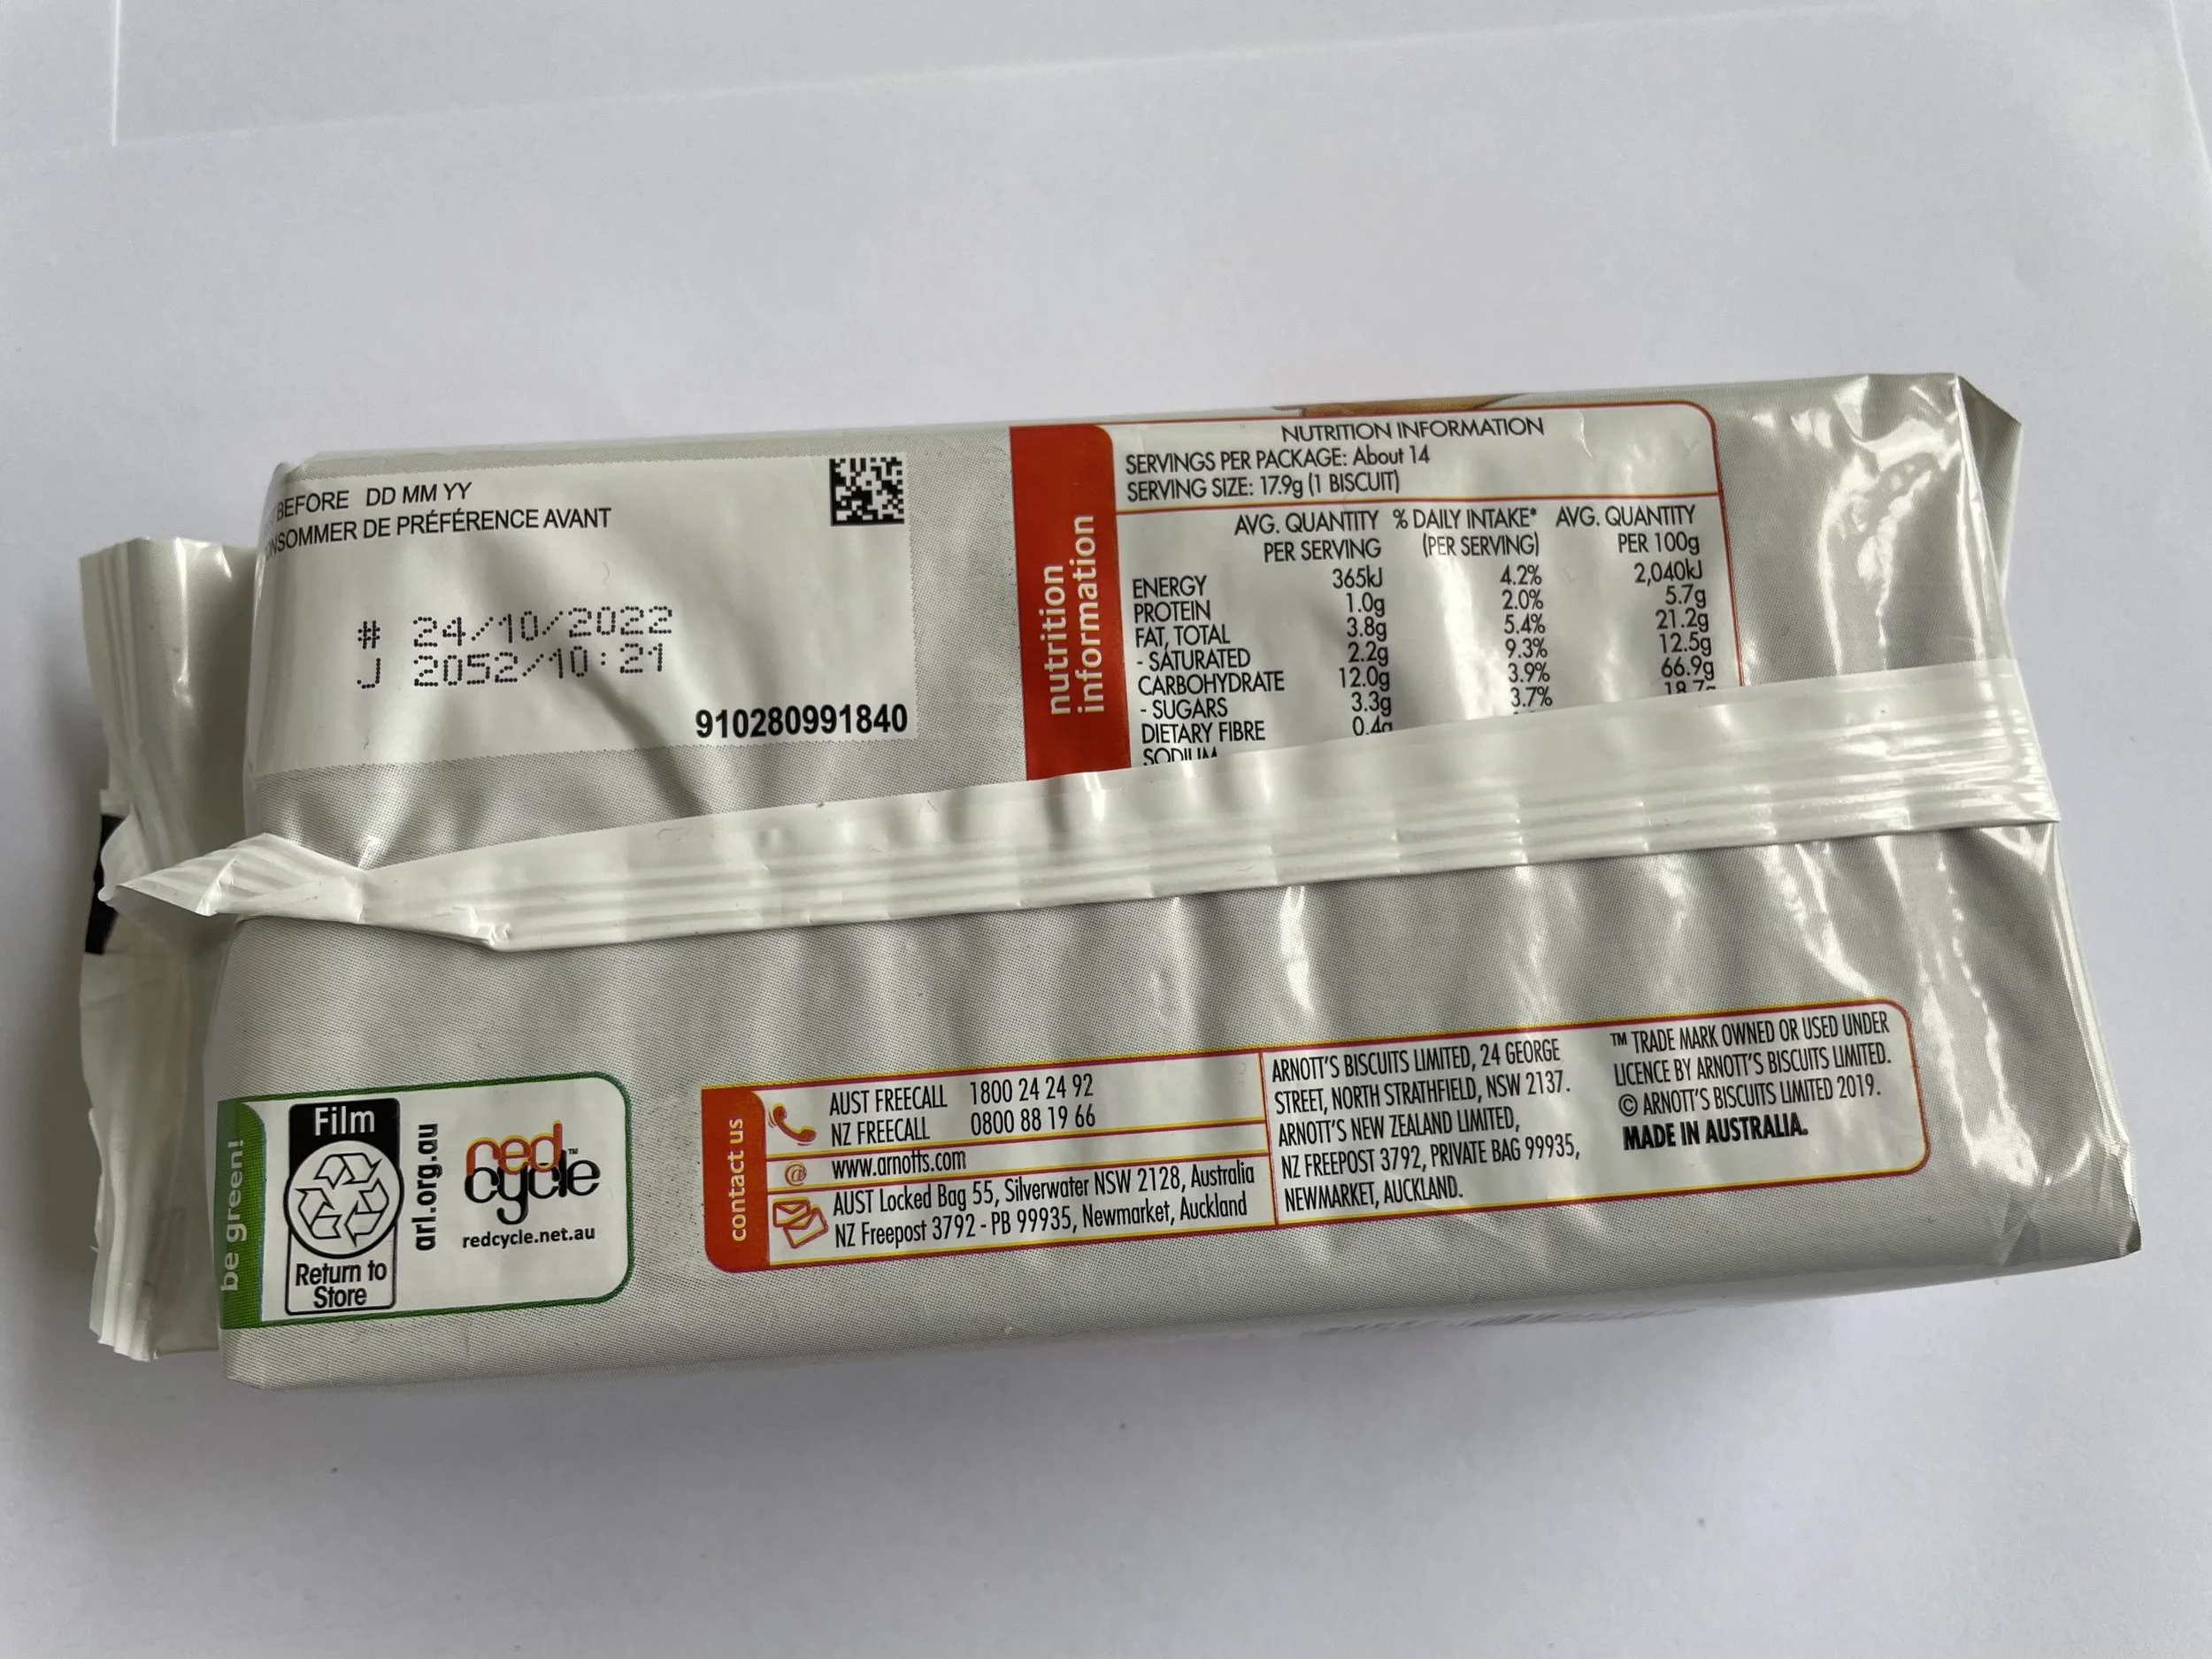 BEFORE DD MM YY
DE PRÉFÉRENCE AVANT
# 24/10/2022
J 2052/10:21
910280991840
nutrition
information
NUTRITION INFORMATION
SERVINGS PER PACKAGE: About 14
SERVING SIZE: 17.9g (1 BISCUIT)
AVG. QUANTITY % DAILY INTAKE* AVG. QUANTITY
PER SERVING (PER SERVING) PER 100g
ENERGY 365kJ 4.2% 2,040kJ
PROTEIN 1.0g 2.0% 5.7g
FAT, TOTAL 3.8g 5.4% 21.2g
- SATURATED 2.2g 9.3% 12.5g
CARBOHYDRATE 12.0g 3.9% 66.9g
- SUGARS 3.3g 3.7% 18.7g
DIETARY FIBRE 0.4g
SODIUM
be green!
Film
Return to
Store
arl.org.au
red
cycle™
redcycle.net.au
contact us
AUST FREECALL 1800 24 24 92
NZ FREECALL 0800 88 19 66
@ www.arnotts.com
AUST Locked Bag 55, Silverwater NSW 2128, Australia
NZ Freepost 3792 - PB 99935, Newmarket, Auckland
ARNOTT'S BISCUITS LIMITED, 24 GEORGE
STREET, NORTH STRATHFIELD, NSW 2137.
ARNOTT'S NEW ZEALAND LIMITED,
NZ FREEPOST 3792, PRIVATE BAG 99935,
NEWMARKET, AUCKLAND.
™ TRADE MARK OWNED OR USED UNDER
LICENCE BY ARNOTT'S BISCUITS LIMITED.
© ARNOTT'S BISCUITS LIMITED 2019.
MADE IN AUSTRALIA.